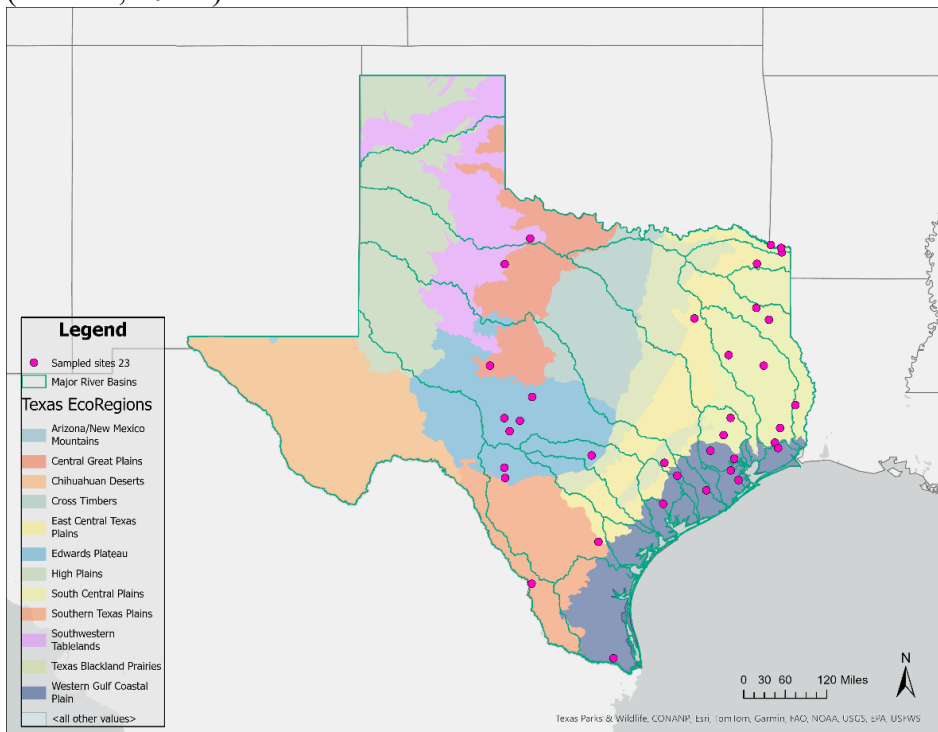 Legend
Sampled sites 23
Major River Basins
Texas EcoRegions
Arizona/New Mexico
Mountains
Central Great Plains
Chihuahuan Deserts
Cross Timbers
East Central Texas
Plains
Edwards Plateau
High Plains
South Central Plains
Southern Texas Plains
Southwestern
Tablelands
Texas Blackland Prairies
Western Gulf Coastal
Plain
<all other values>
N
0 30 60 120 Miles
Texas Parks & Wildlife, CONANP, Esri, TomTom, Garmin, FAO, NOAA, USGS, EPA, USFWS